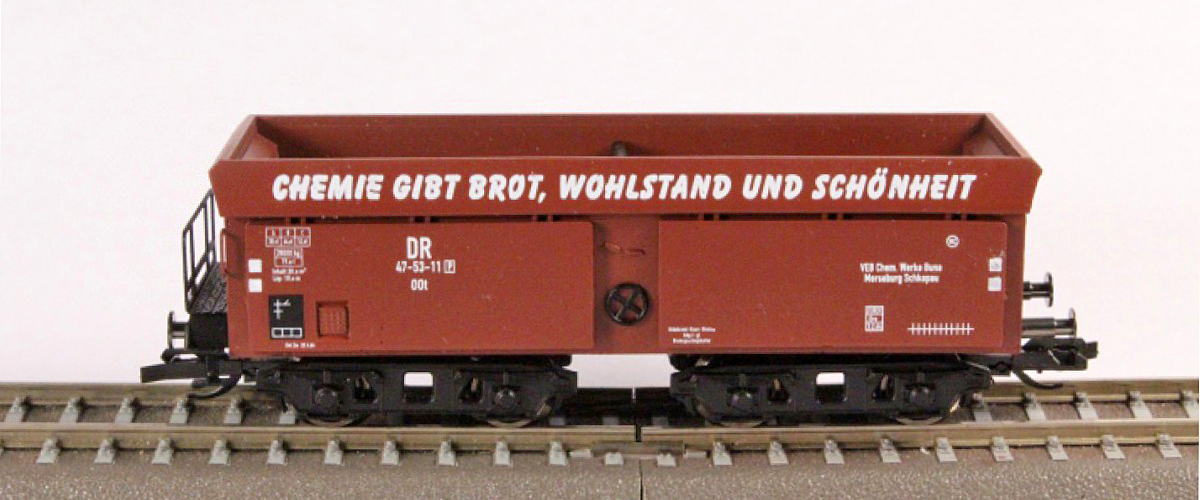 CHEMIE GIBT BROT, WOHLSTAND UND SCHÖNHEIT
A B C
DR
47-53-11 P
OOt
VEB Chem. Werke Buna
Merseburg Schkopau